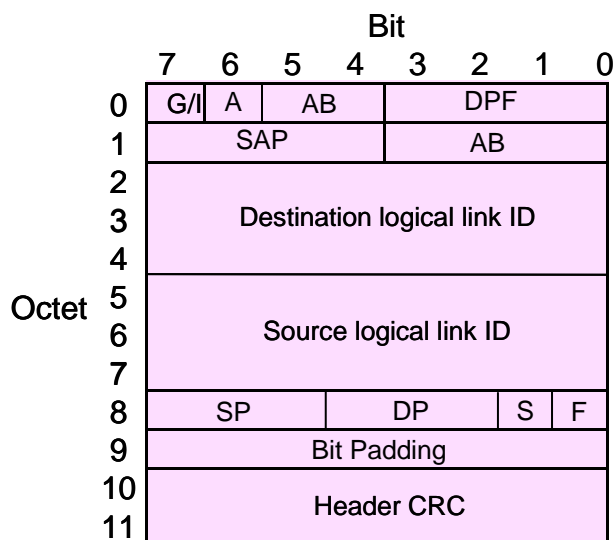 Bit
7 6 5 4 3 2 1 0
0 G/I A AB DPF
1 SAP AB
2
3 Destination logical link ID
4
5
Octet 6 Source logical link ID
7
8 SP DP S F
9 Bit Padding
10
Header CRC
11